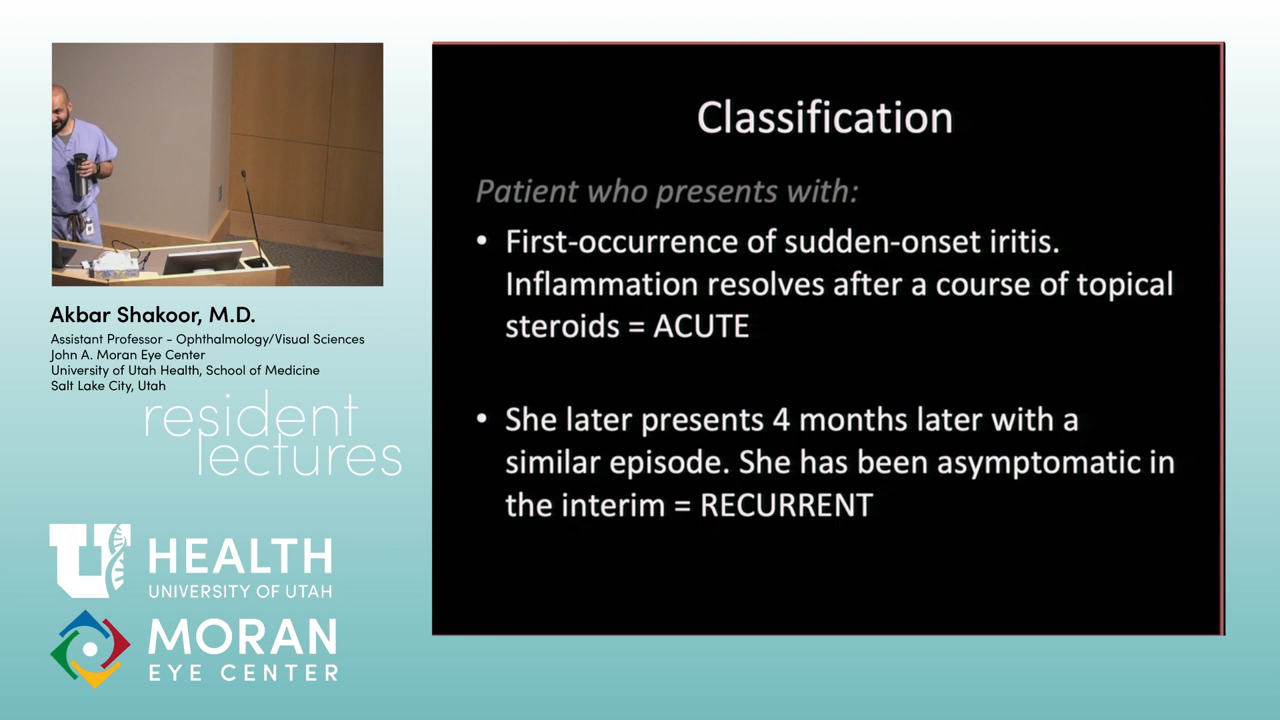 Classification
Patient who presents with:
• First-occurrence of sudden-onset iritis.
Inflammation resolves after a course of topical
steroids = ACUTE
• She later presents 4 months later with a
similar episode. She has been asymptomatic in
the interim = RECURRENT
Akbar Shakoor, M.D.
Assistant Professor - Ophthalmology/Visual Sciences
John A. Moran Eye Center
University of Utah Health, School of Medicine
Salt Lake City, Utah
resident
lectures
U HEALTH
UNIVERSITY OF UTAH
MORAN
EYE CENTER